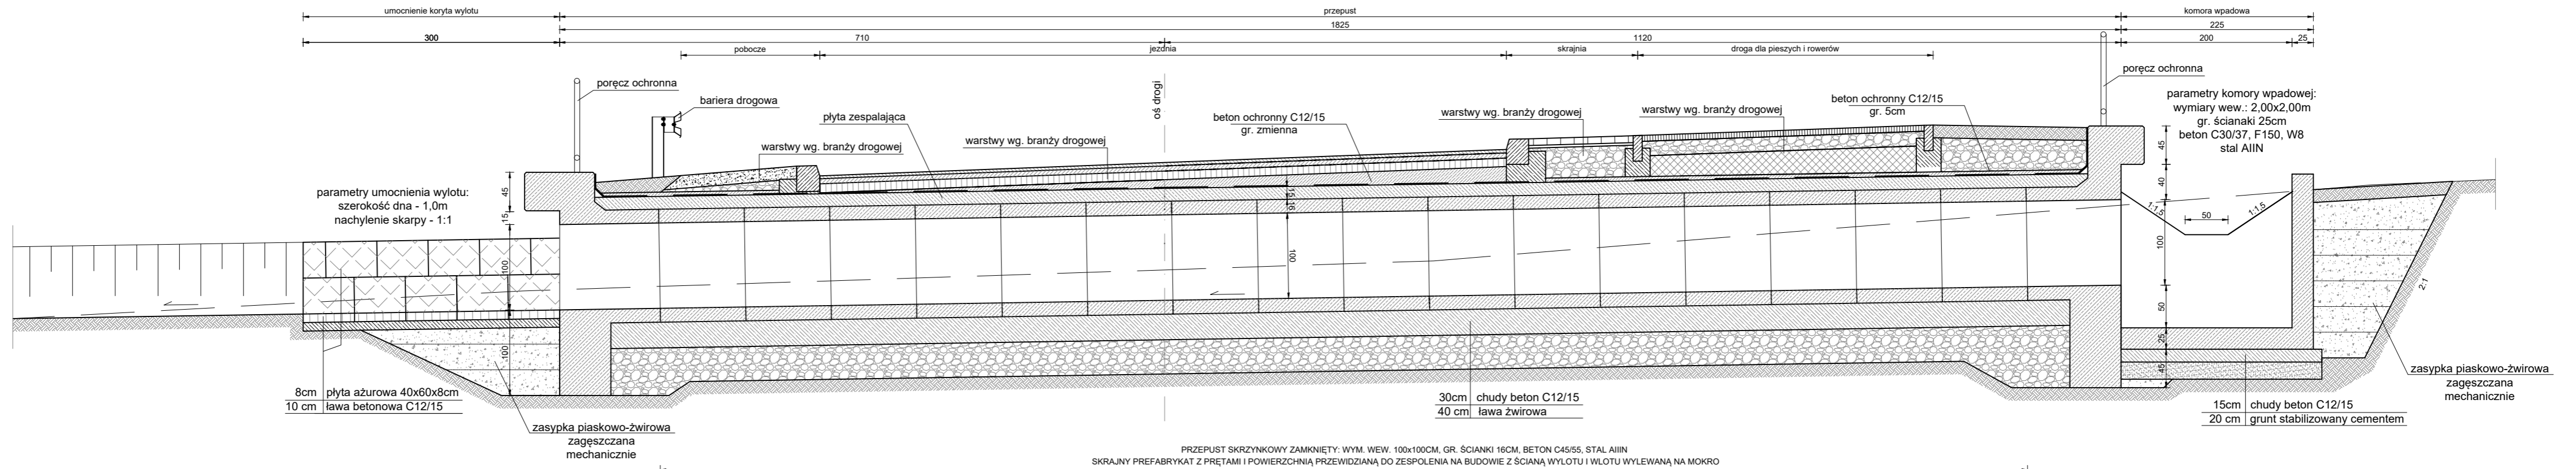 umocnienie koryta wylotu
przepust
komora wpadowa
1825
225
300
710
1120
200
25
pobocze
jezdnia
skrajnia
droga dla pieszych i rowerów
poręcz ochronna
bariera drogowa
płyta zespalająca
warstwy wg. branży drogowej
warstwy wg. branży drogowej
oś drogi
beton ochronny C12/15
gr. zmienna
warstwy wg. branży drogowej
warstwy wg. branży drogowej
beton ochronny C12/15
gr. 5cm
poręcz ochronna
parametry komory wpadowej:
wymiary wew.: 2,00x2,00m
gr. ścianaki 25cm
beton C30/37, F150, W8
stal AIIN
parametry umocnienia wylotu:
szerokość dna - 1,0m
nachylenie skarpy - 1:1
45
15
100
100
15
16
100
45
40
100
50
25
45
1:1,5
50
1:1,5
2:1
8cm płyta ażurowa 40x60x8cm
10 cm ława betonowa C12/15
zasypka piaskowo-żwirowa
zagęszczana
mechanicznie
30cm chudy beton C12/15
40 cm ława żwirowa
15cm chudy beton C12/15
20 cm grunt stabilizowany cementem
zasypka piaskowo-żwirowa
zagęszczana
mechanicznie
PRZEPUST SKRZYNKOWY ZAMKNIĘTY: WYM. WEW. 100x100CM, GR. ŚCIANKI 16CM, BETON C45/55, STAL AIIIN
SKRAJNY PREFABRYKAT Z PRĘTAMI I POWIERZCHNIĄ PRZEWIDZIANĄ DO ZESPOLENIA NA BUDOWIE Z ŚCIANĄ WYLOTU I WLOTU WYLEWANĄ NA MOKRO